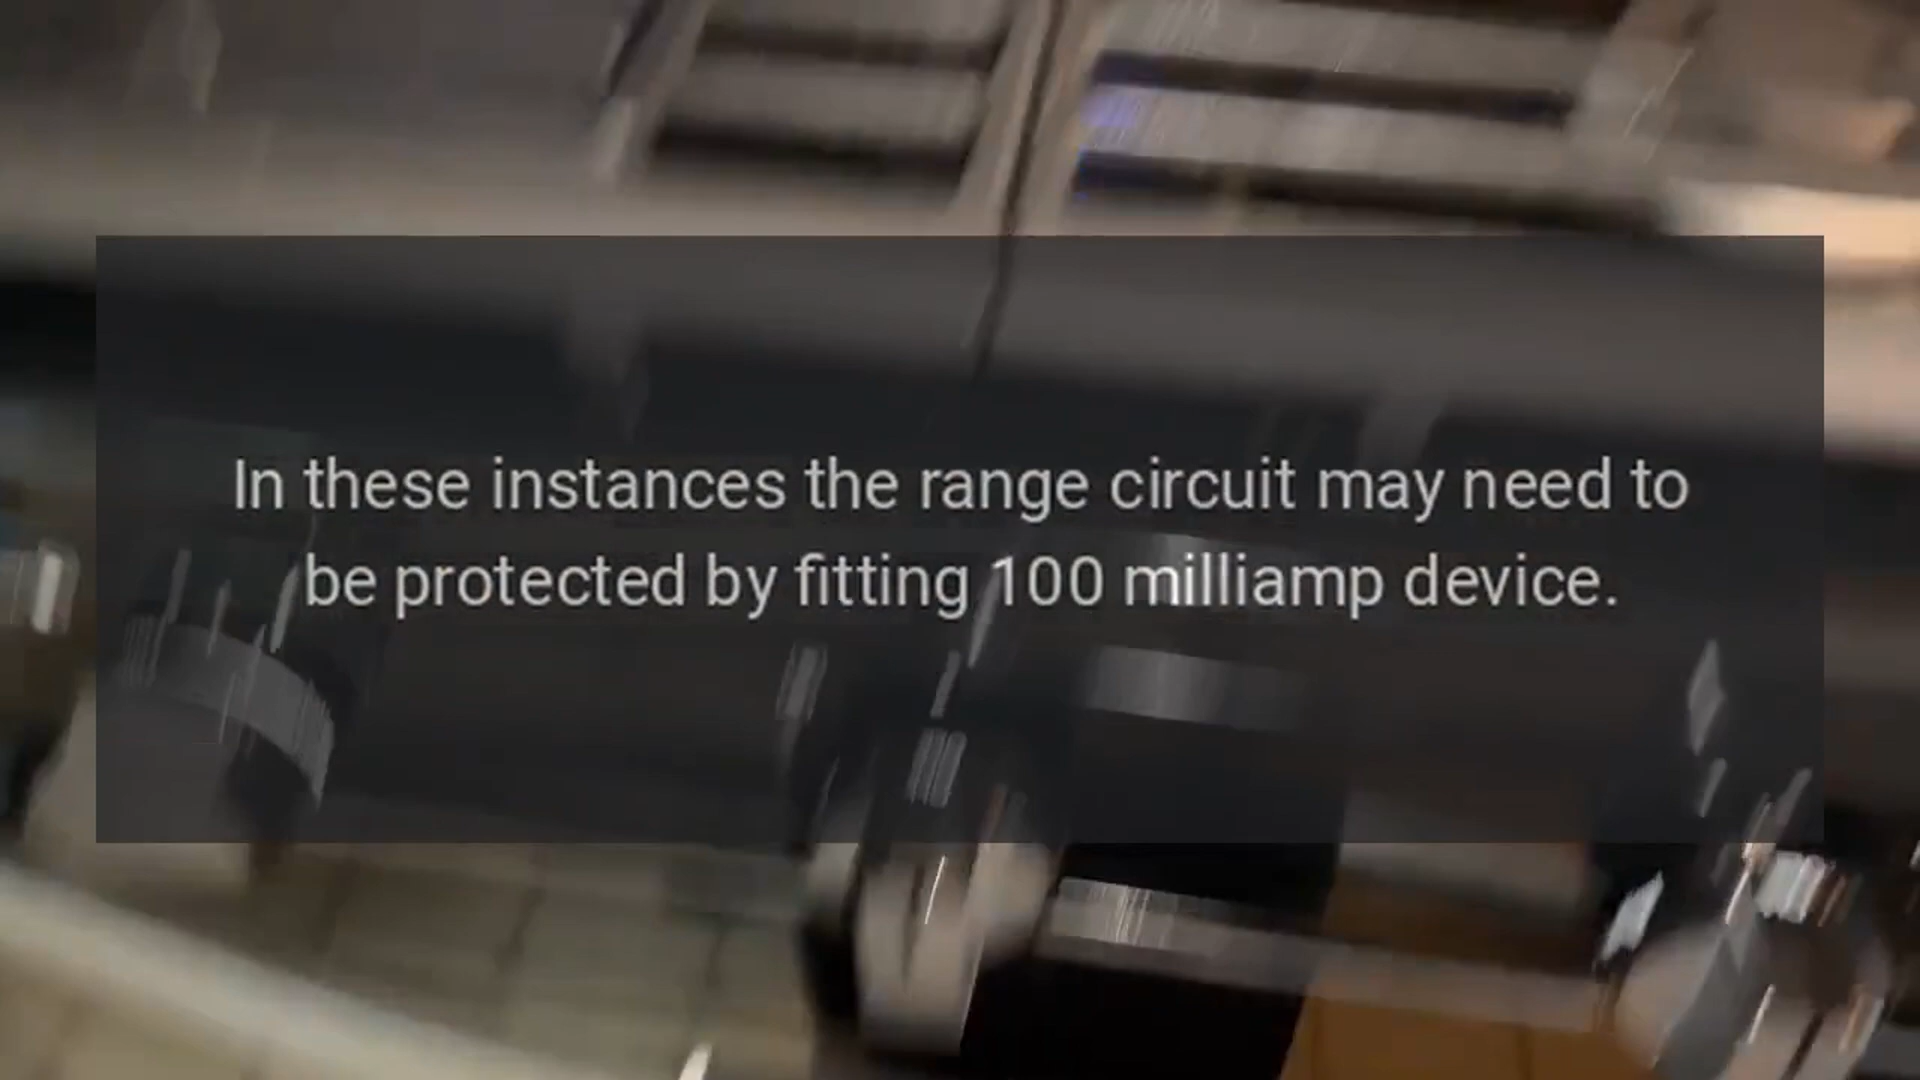 In these instances the range circuit may need to
be protected by fitting 100 milliamp device.